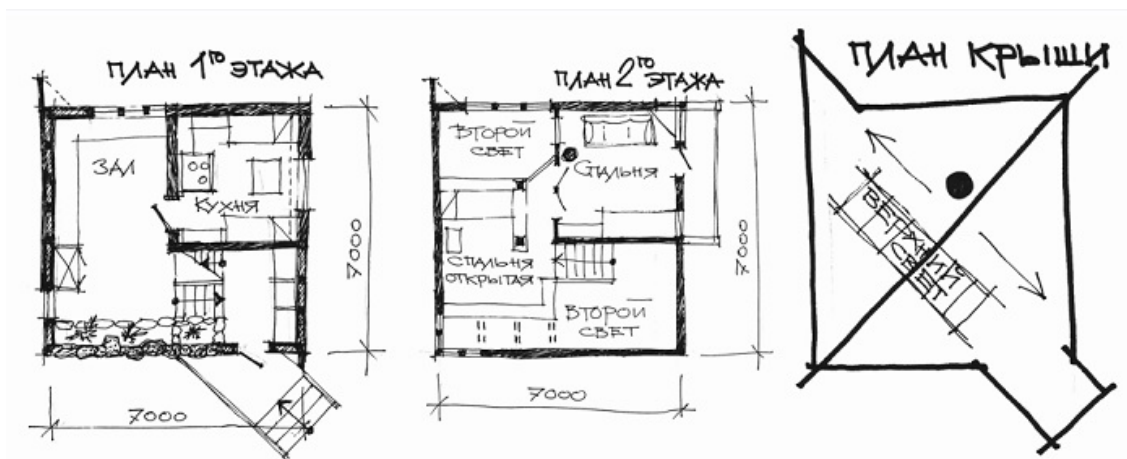 ПЛАН 1го ЭТАЖА
ЗАЛ
КУХНЯ
7000
7000
ПЛАН 2го ЭТАЖА
ВТОРОЙ
СВЕТ
СПАЛЬНЯ
СПАЛЬНЯ
ОТКРЫТАЯ
ВТОРОЙ
СВЕТ
7000
7000
ПЛАН КРЫШИ
ВЕРХНИЙ
СВЕТ